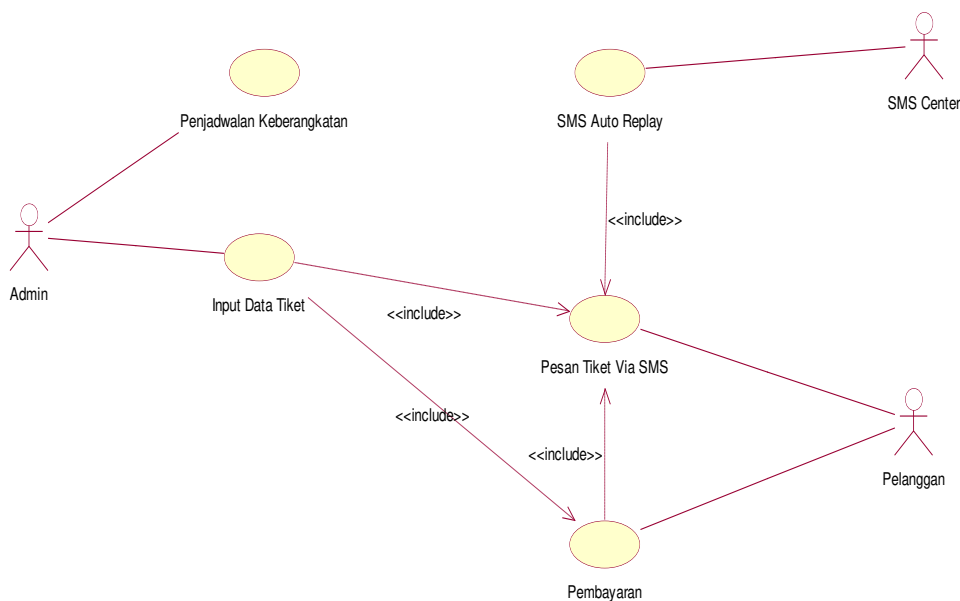 SMS Center
Penjadwalan Keberangkatan
SMS Auto Replay
<<include>>
Admin
Input Data Tiket
<<include>>
Pesan Tiket Via SMS
<<include>>
<<include>>
Pelanggan
Pembayaran